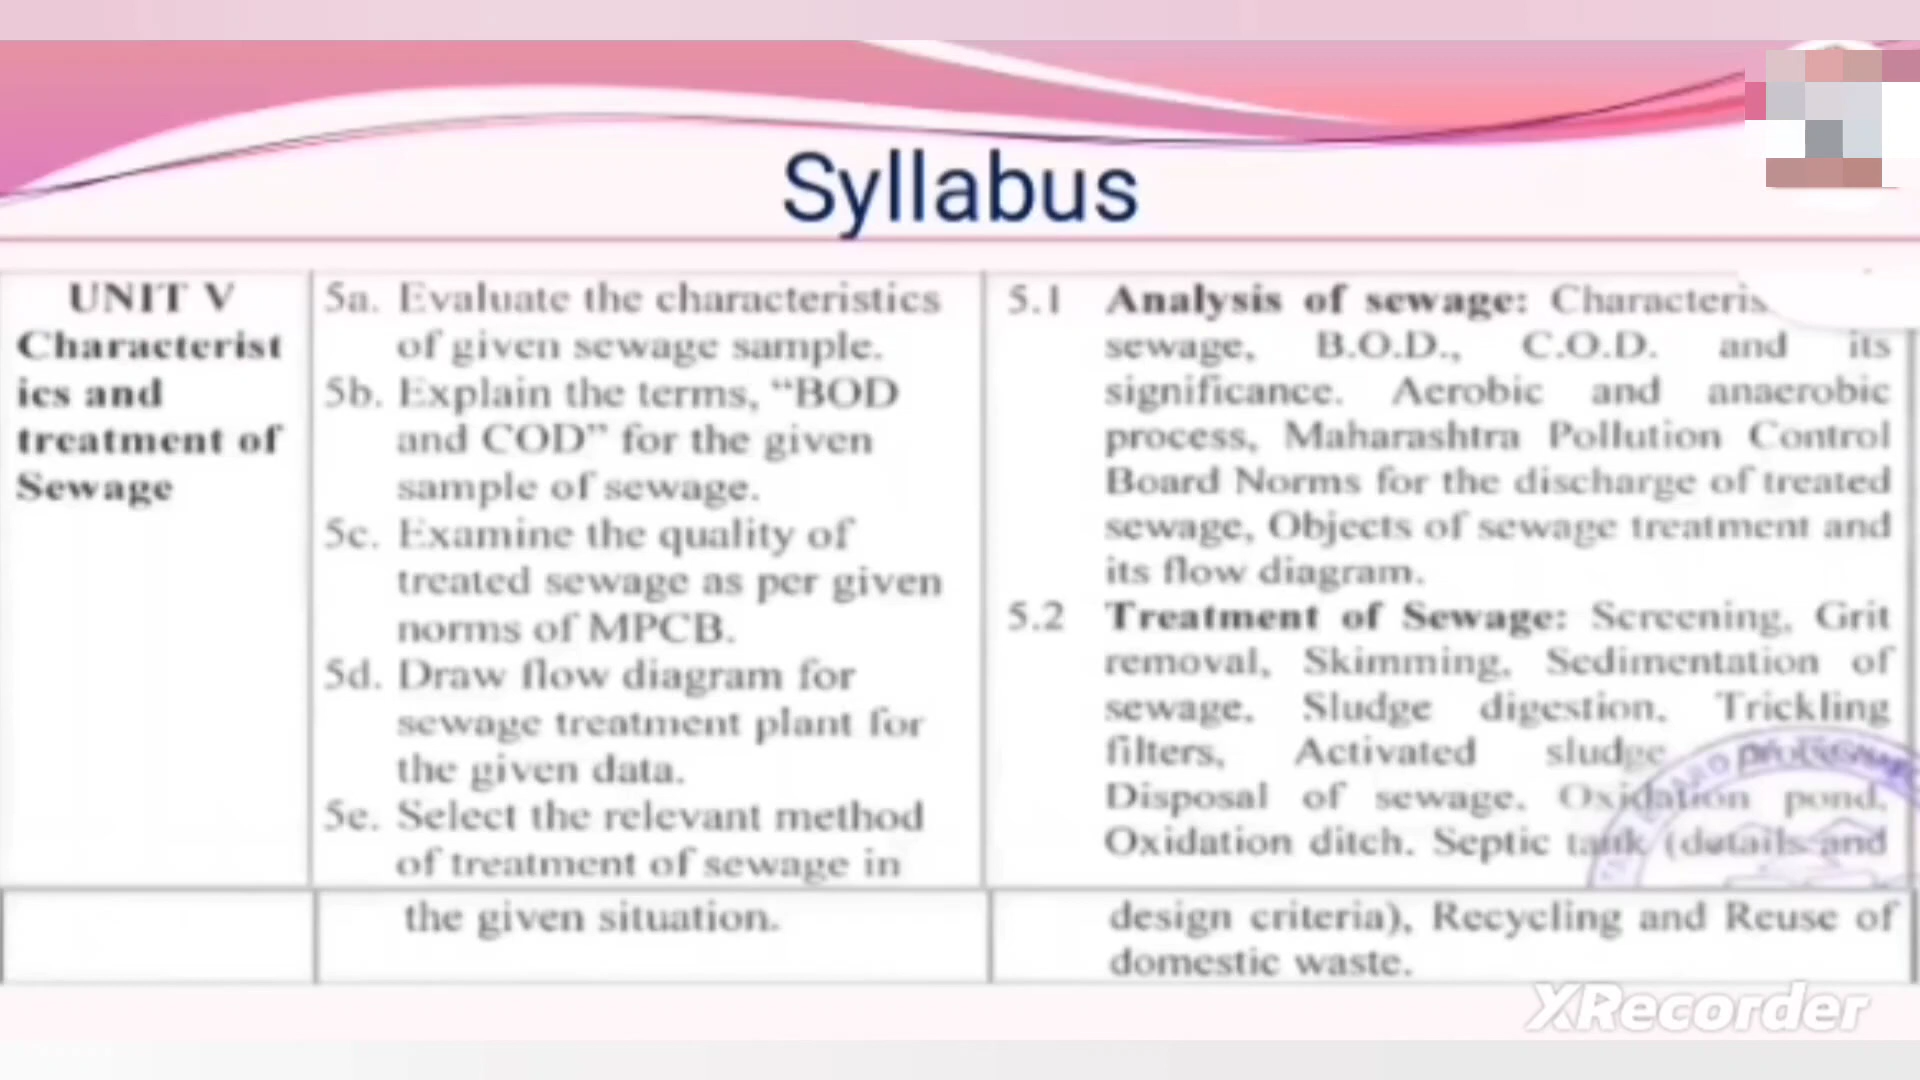 Syllabus
UNIT V
Characterist
ics and
treatment of
Sewage
5a. Evaluate the characteristics
of given sewage sample.
5b. Explain the terms, “BOD
and COD” for the given
sample of sewage.
5c. Examine the quality of
treated sewage as per given
norms of MPCB.
5d. Draw flow diagram for
sewage treatment plant for
the given data.
5e. Select the relevant method
of treatment of sewage in
the given situation.
5.1 Analysis of sewage: Characteris
sewage, B.O.D., C.O.D. and its
significance. Aerobic and anaerobic
process, Maharashtra Pollution Control
Board Norms for the discharge of treated
sewage, Objects of sewage treatment and
its flow diagram.
5.2 Treatment of Sewage: Screening, Grit
removal, Skimming, Sedimentation of
sewage, Sludge digestion, Trickling
filters, Activated sludge
Disposal of sewage. Oxidation pond,
Oxidation ditch. Septic tank (details and
design criteria), Recycling and Reuse of
domestic waste.
XRecorder